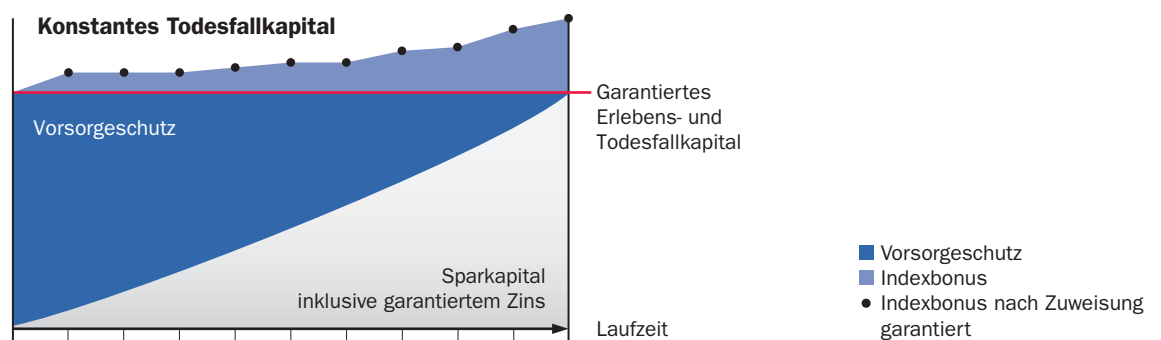 Konstantes Todesfallkapital
Vorsorgeschutz
Garantiertes
Erlebens- und
Todesfallkapital
Sparkapital
inklusive garantiertem Zins
Laufzeit
Vorsorgeschutz
Indexbonus
Indexbonus nach Zuweisung
garantiert